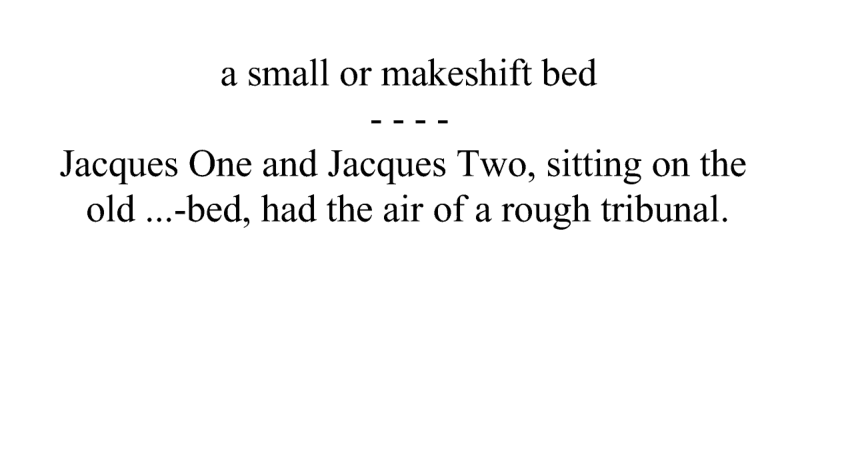 a small or makeshift bed
- - - -
Jacques One and Jacques Two, sitting on the
old ...-bed, had the air of a rough tribunal.